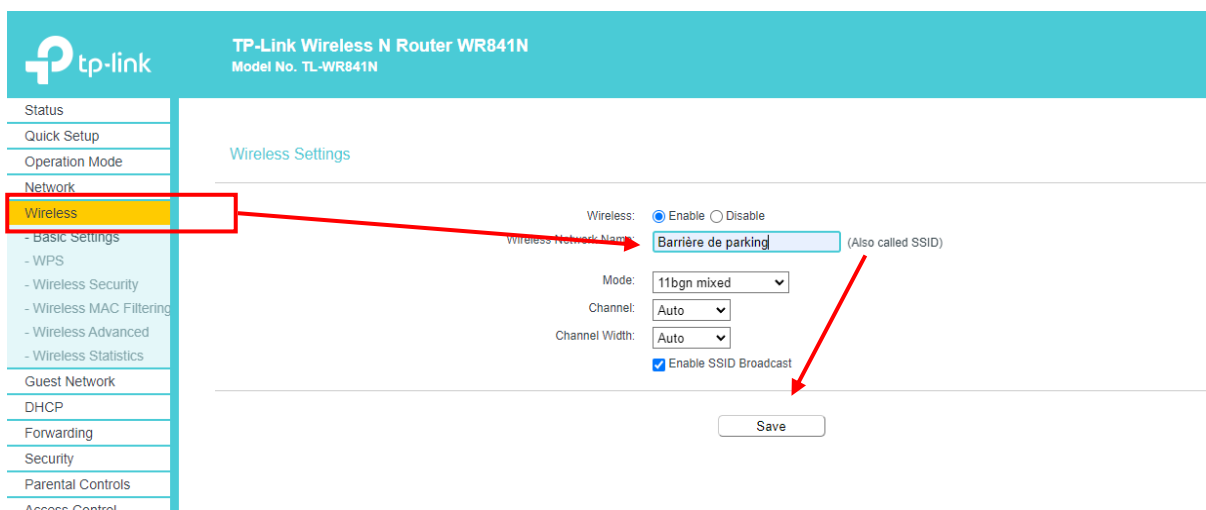 tp-link
TP-Link Wireless N Router WR841N
Model No. TL-WR841N
Status
Quick Setup
Operation Mode
Network
Wireless
- Basic Settings
- WPS
- Wireless Security
- Wireless MAC Filtering
- Wireless Advanced
- Wireless Statistics
Guest Network
DHCP
Forwarding
Security
Parental Controls
Access Control
Wireless Settings
Wireless: Enable Disable
Wireless Network Name: Barrière de parking (Also called SSID)
Mode: 11bgn mixed
Channel: Auto
Channel Width: Auto
Enable SSID Broadcast
Save